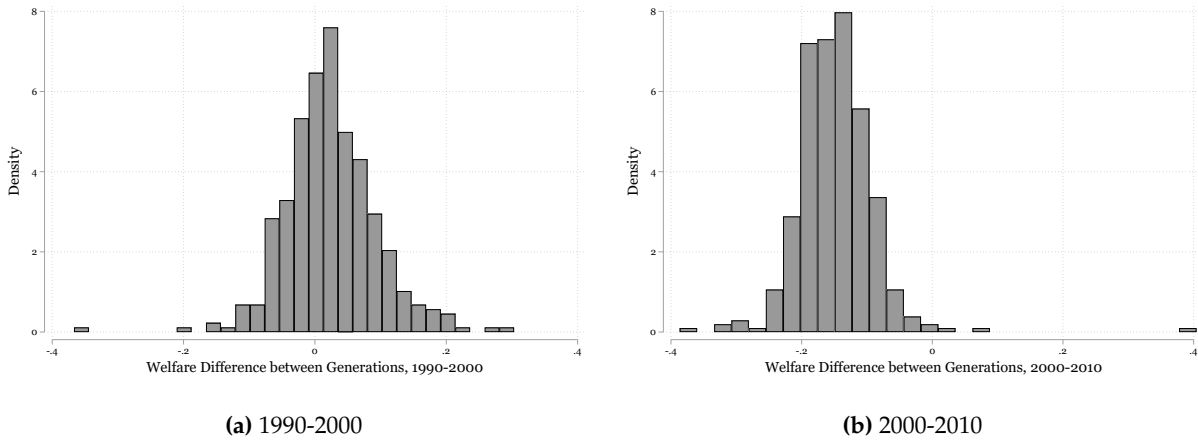 8
6
4
2
0
Density
-.4 -.2 0 .2 .4
Welfare Difference between Generations, 1990-2000
(a) 1990-2000
8
6
4
2
0
Density
-.4 -.2 0 .2 .4
Welfare Difference between Generations, 2000-2010
(b) 2000-2010